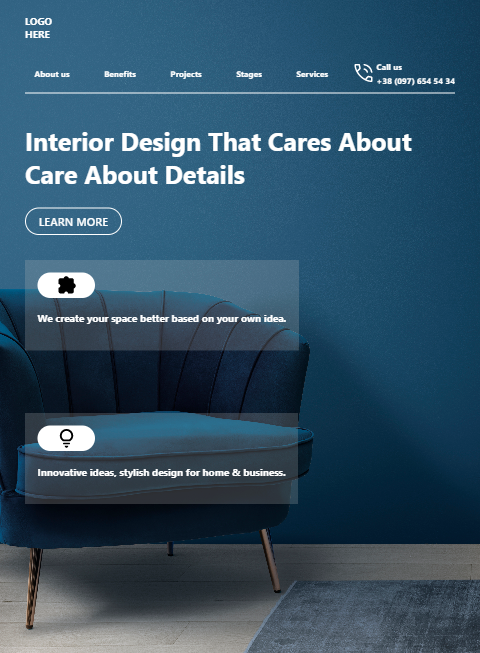 LOGO
HERE
About us
Benefits
Projects
Stages
Services
Call us
+38 (097) 654 54 34
Interior Design That Cares About
Care About Details
LEARN MORE
We create your space better based on your own idea.
Innovative ideas, stylish design for home & business.